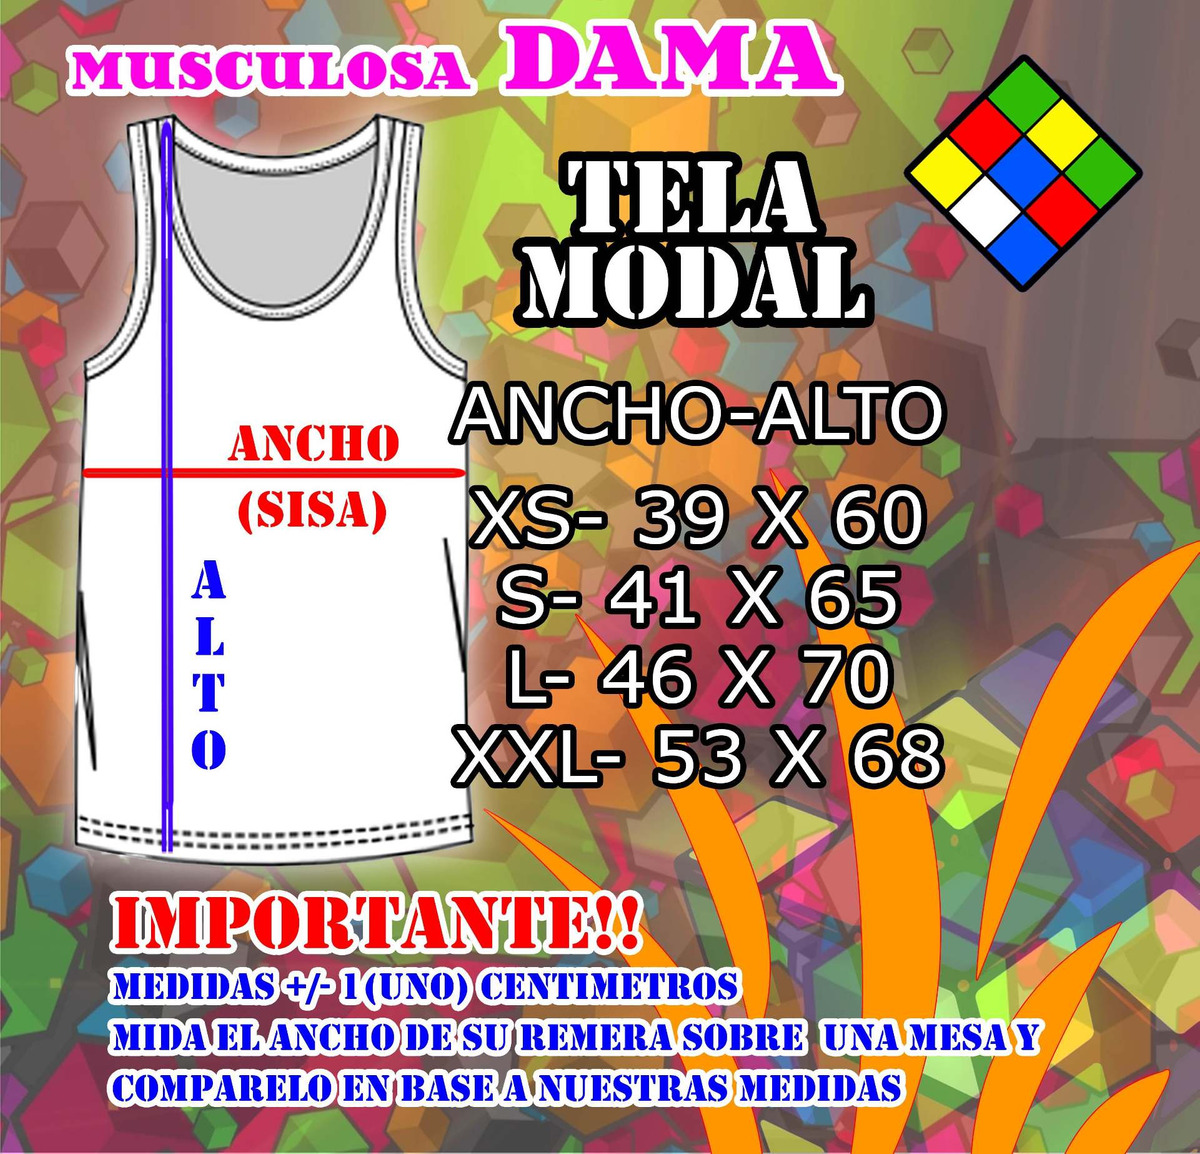 MUSCULOSA DAMA
TELA
MODAL
ANCHO
(SISA)
ALTO
ANCHO-ALTO
XS- 39 X 60
S- 41 X 65
L- 46 X 70
XXL- 53 X 68
IMPORTANTE!!
MEDIDAS +/- 1(UNO) CENTIMETROS
MIDA EL ANCHO DE SU REMERA SOBRE UNA MESA Y
COMPARELO EN BASE A NUESTRAS MEDIDAS